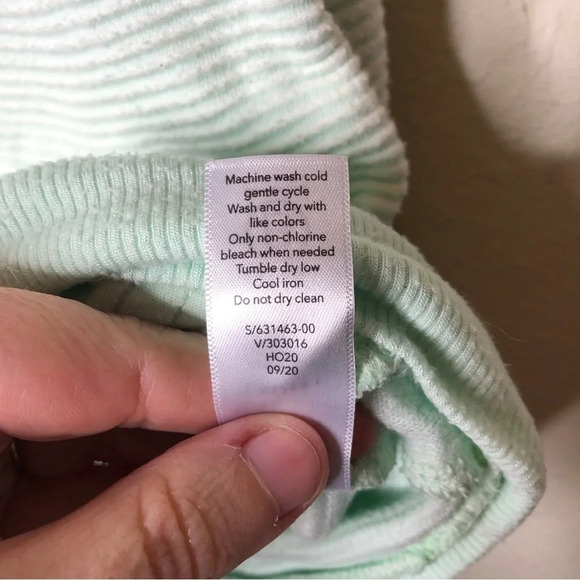 Machine wash cold
gentle cycle
Wash and dry with
like colors
Only non-chlorine
bleach when needed
Tumble dry low
Cool iron
Do not dry clean
S/631463-00
V/303016
HO20
09/20